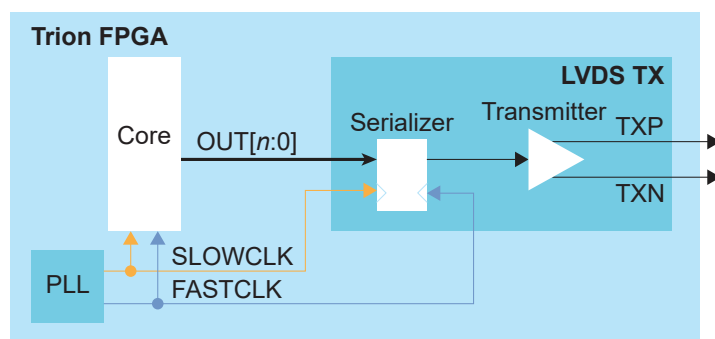 Trion FPGA
LVDS TX
Core
OUT[n:0]
Serializer
Transmitter
TXP
TXN
PLL
SLOWCLK
FASTCLK